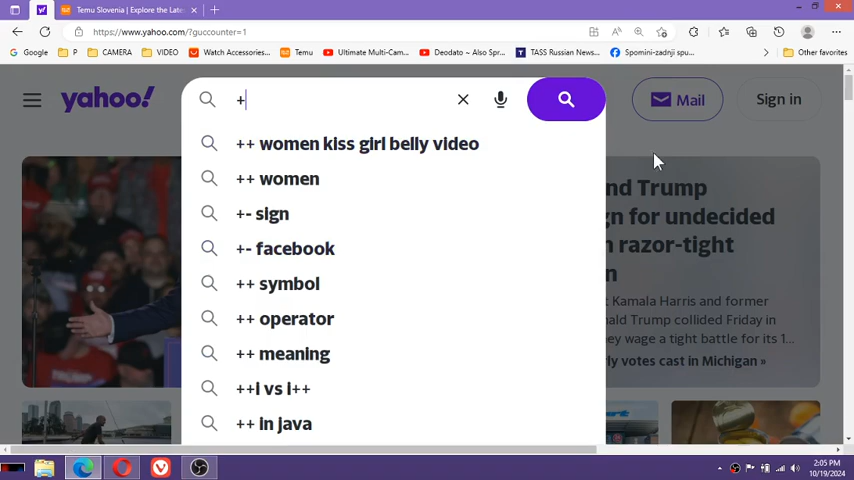 Temu Slovenia | Explore the Late
https://www.yahoo.com/?guccounter=1
Google
P
CAMERA
VIDEO
Watch Accessories...
Temu
Ultimate Multi-Cam...
Deodato ~ Also Spr...
TASS Russian News...
Spomini-zadnji spu...
Other favorites
yahoo!
+
Mail
Sign in
++ women kiss girl belly video
++ women
+- sign
+- facebook
++ symbol
++ operator
++ meaning
++i vs i++
++ in java
nd Trump
gn for undecided
n razor-tight
n
t Kamala Harris and former
nald Trump collided Friday in
ey wage a tight battle for its 1...
ly votes cast in Michigan »
2:05 PM
10/19/2024